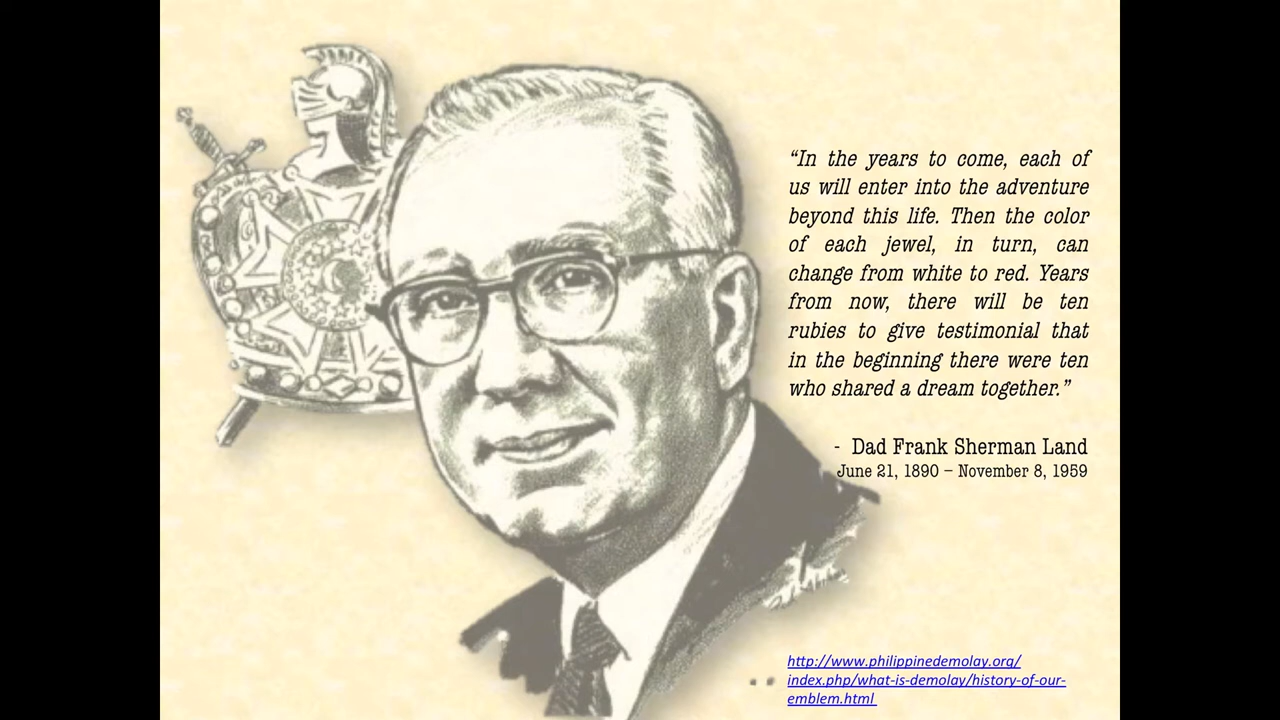 “In the years to come, each of
us will enter into the adventure
beyond this life. Then the color
of each jewel, in turn, can
change from white to red. Years
from now, there will be ten
rubies to give testimonial that
in the beginning there were ten
who shared a dream together.”
- Dad Frank Sherman Land
June 21, 1890 – November 8, 1959
http://www.philippinedemolay.org/
index.php/what-is-demolay/history-of-our-
emblem.html